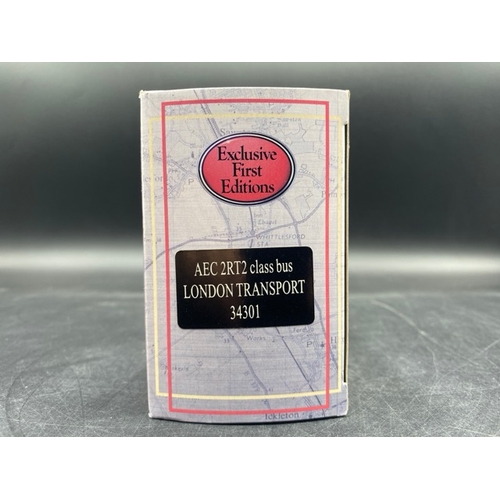 Exclusive
First
Editions
WHITTLESFORD
AEC 2RT2 class bus
LONDON TRANSPORT
34301
Ickleton